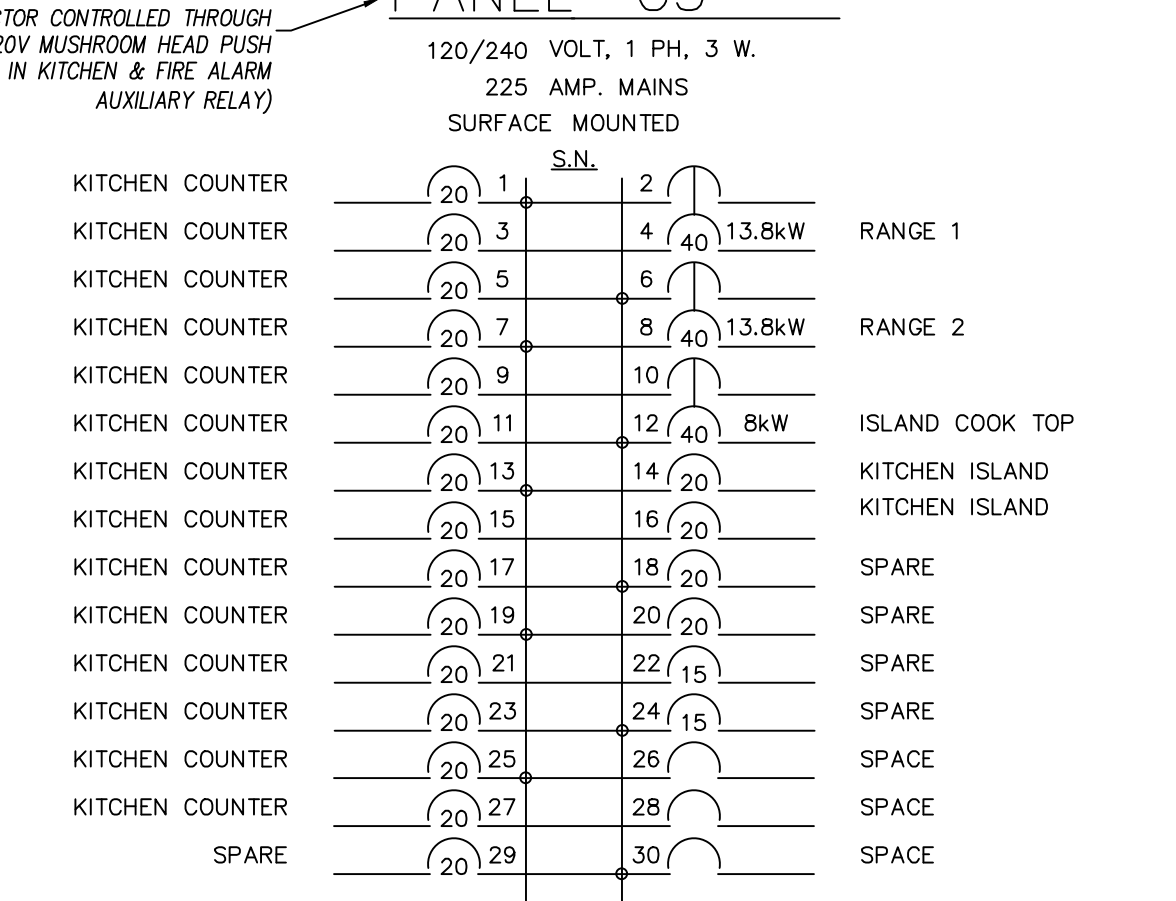 CTOR CONTROLLED THROUGH
20V MUSHROOM HEAD PUSH
IN KITCHEN & FIRE ALARM
AUXILIARY RELAY)
PANEL
120/240 VOLT, 1 PH, 3 W.
225 AMP. MAINS
SURFACE MOUNTED
S.N.
KITCHEN COUNTER 20 1 2
KITCHEN COUNTER 20 3 4 40 13.8kW RANGE 1
KITCHEN COUNTER 20 5 6
KITCHEN COUNTER 20 7 8 40 13.8kW RANGE 2
KITCHEN COUNTER 20 9 10
KITCHEN COUNTER 20 11 12 40 8kW ISLAND COOK TOP
KITCHEN COUNTER 20 13 14 20 KITCHEN ISLAND
KITCHEN COUNTER 20 15 16 20 KITCHEN ISLAND
KITCHEN COUNTER 20 17 18 20 SPARE
KITCHEN COUNTER 20 19 20 20 SPARE
KITCHEN COUNTER 20 21 22 15 SPARE
KITCHEN COUNTER 20 23 24 15 SPARE
KITCHEN COUNTER 20 25 26 SPACE
KITCHEN COUNTER 20 27 28 SPACE
SPARE 20 29 30 SPACE